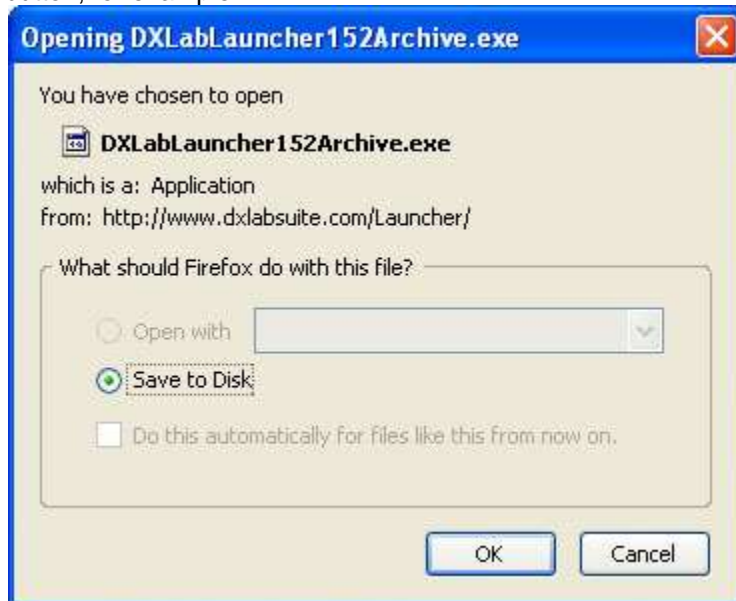 Opening DXLabLauncher152Archive.exe
You have chosen to open
DXLabLauncher152Archive.exe
which is a: Application
from: http://www.dxlabsuite.com/Launcher/
What should Firefox do with this file?
Open with
Save to Disk
Do this automatically for files like this from now on.
OK Cancel